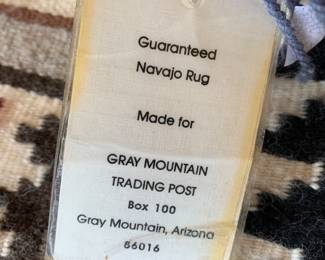 Guaranteed
Navajo Rug
Made for
GRAY MOUNTAIN
TRADING POST
Box 100
Gray Mountain, Arizona
86016